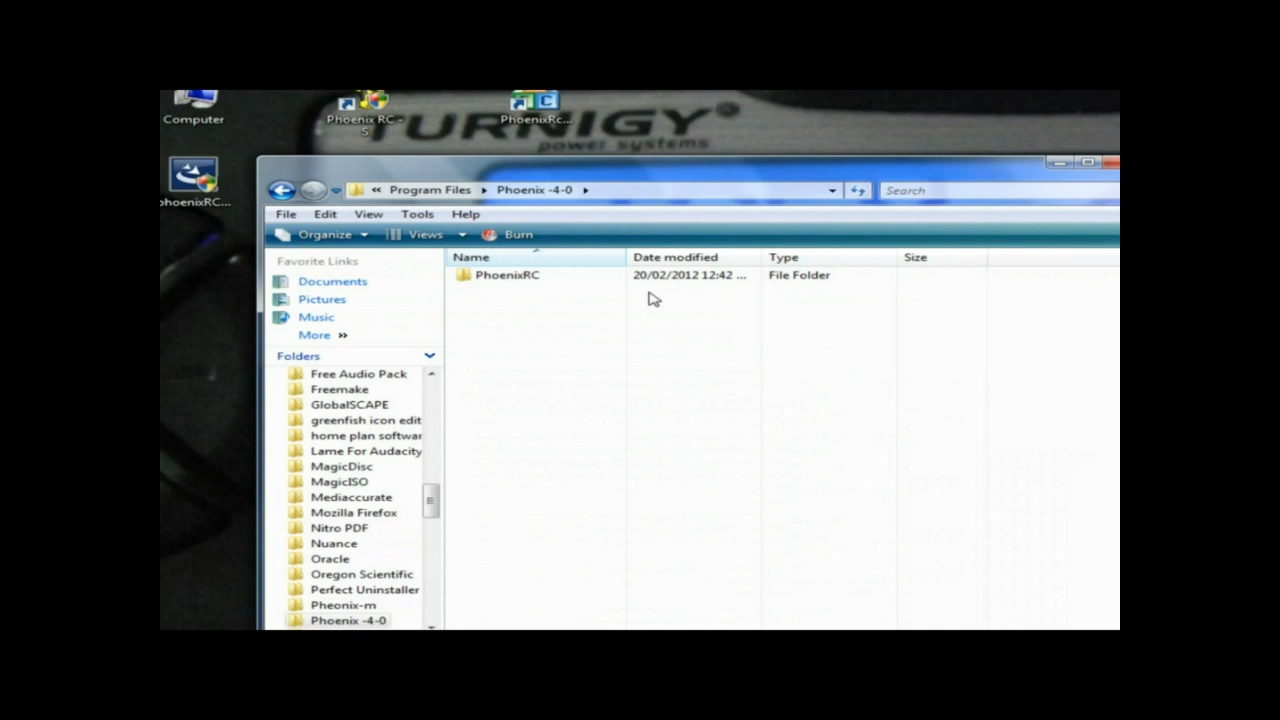 TURNIGY®
power systems
Computer
Phoenix RC -
S
PhoenixRc...
phoenixRC...
« Program Files ▸ Phoenix -4-0 ▸
Search
File Edit View Tools Help
Organize Views Burn
Favorite Links
Documents
Pictures
Music
More »
Folders
Free Audio Pack
Freemake
GlobalSCAPE
greenfish icon edit
home plan softwar
Lame For Audacity
MagicDisc
MagicISO
Mediaccurate
Mozilla Firefox
Nitro PDF
Nuance
Oracle
Oregon Scientific
Perfect Uninstaller
Pheonix-m
Phoenix -4-0
Name Date modified Type Size
PhoenixRC 20/02/2012 12:42 ... File Folder